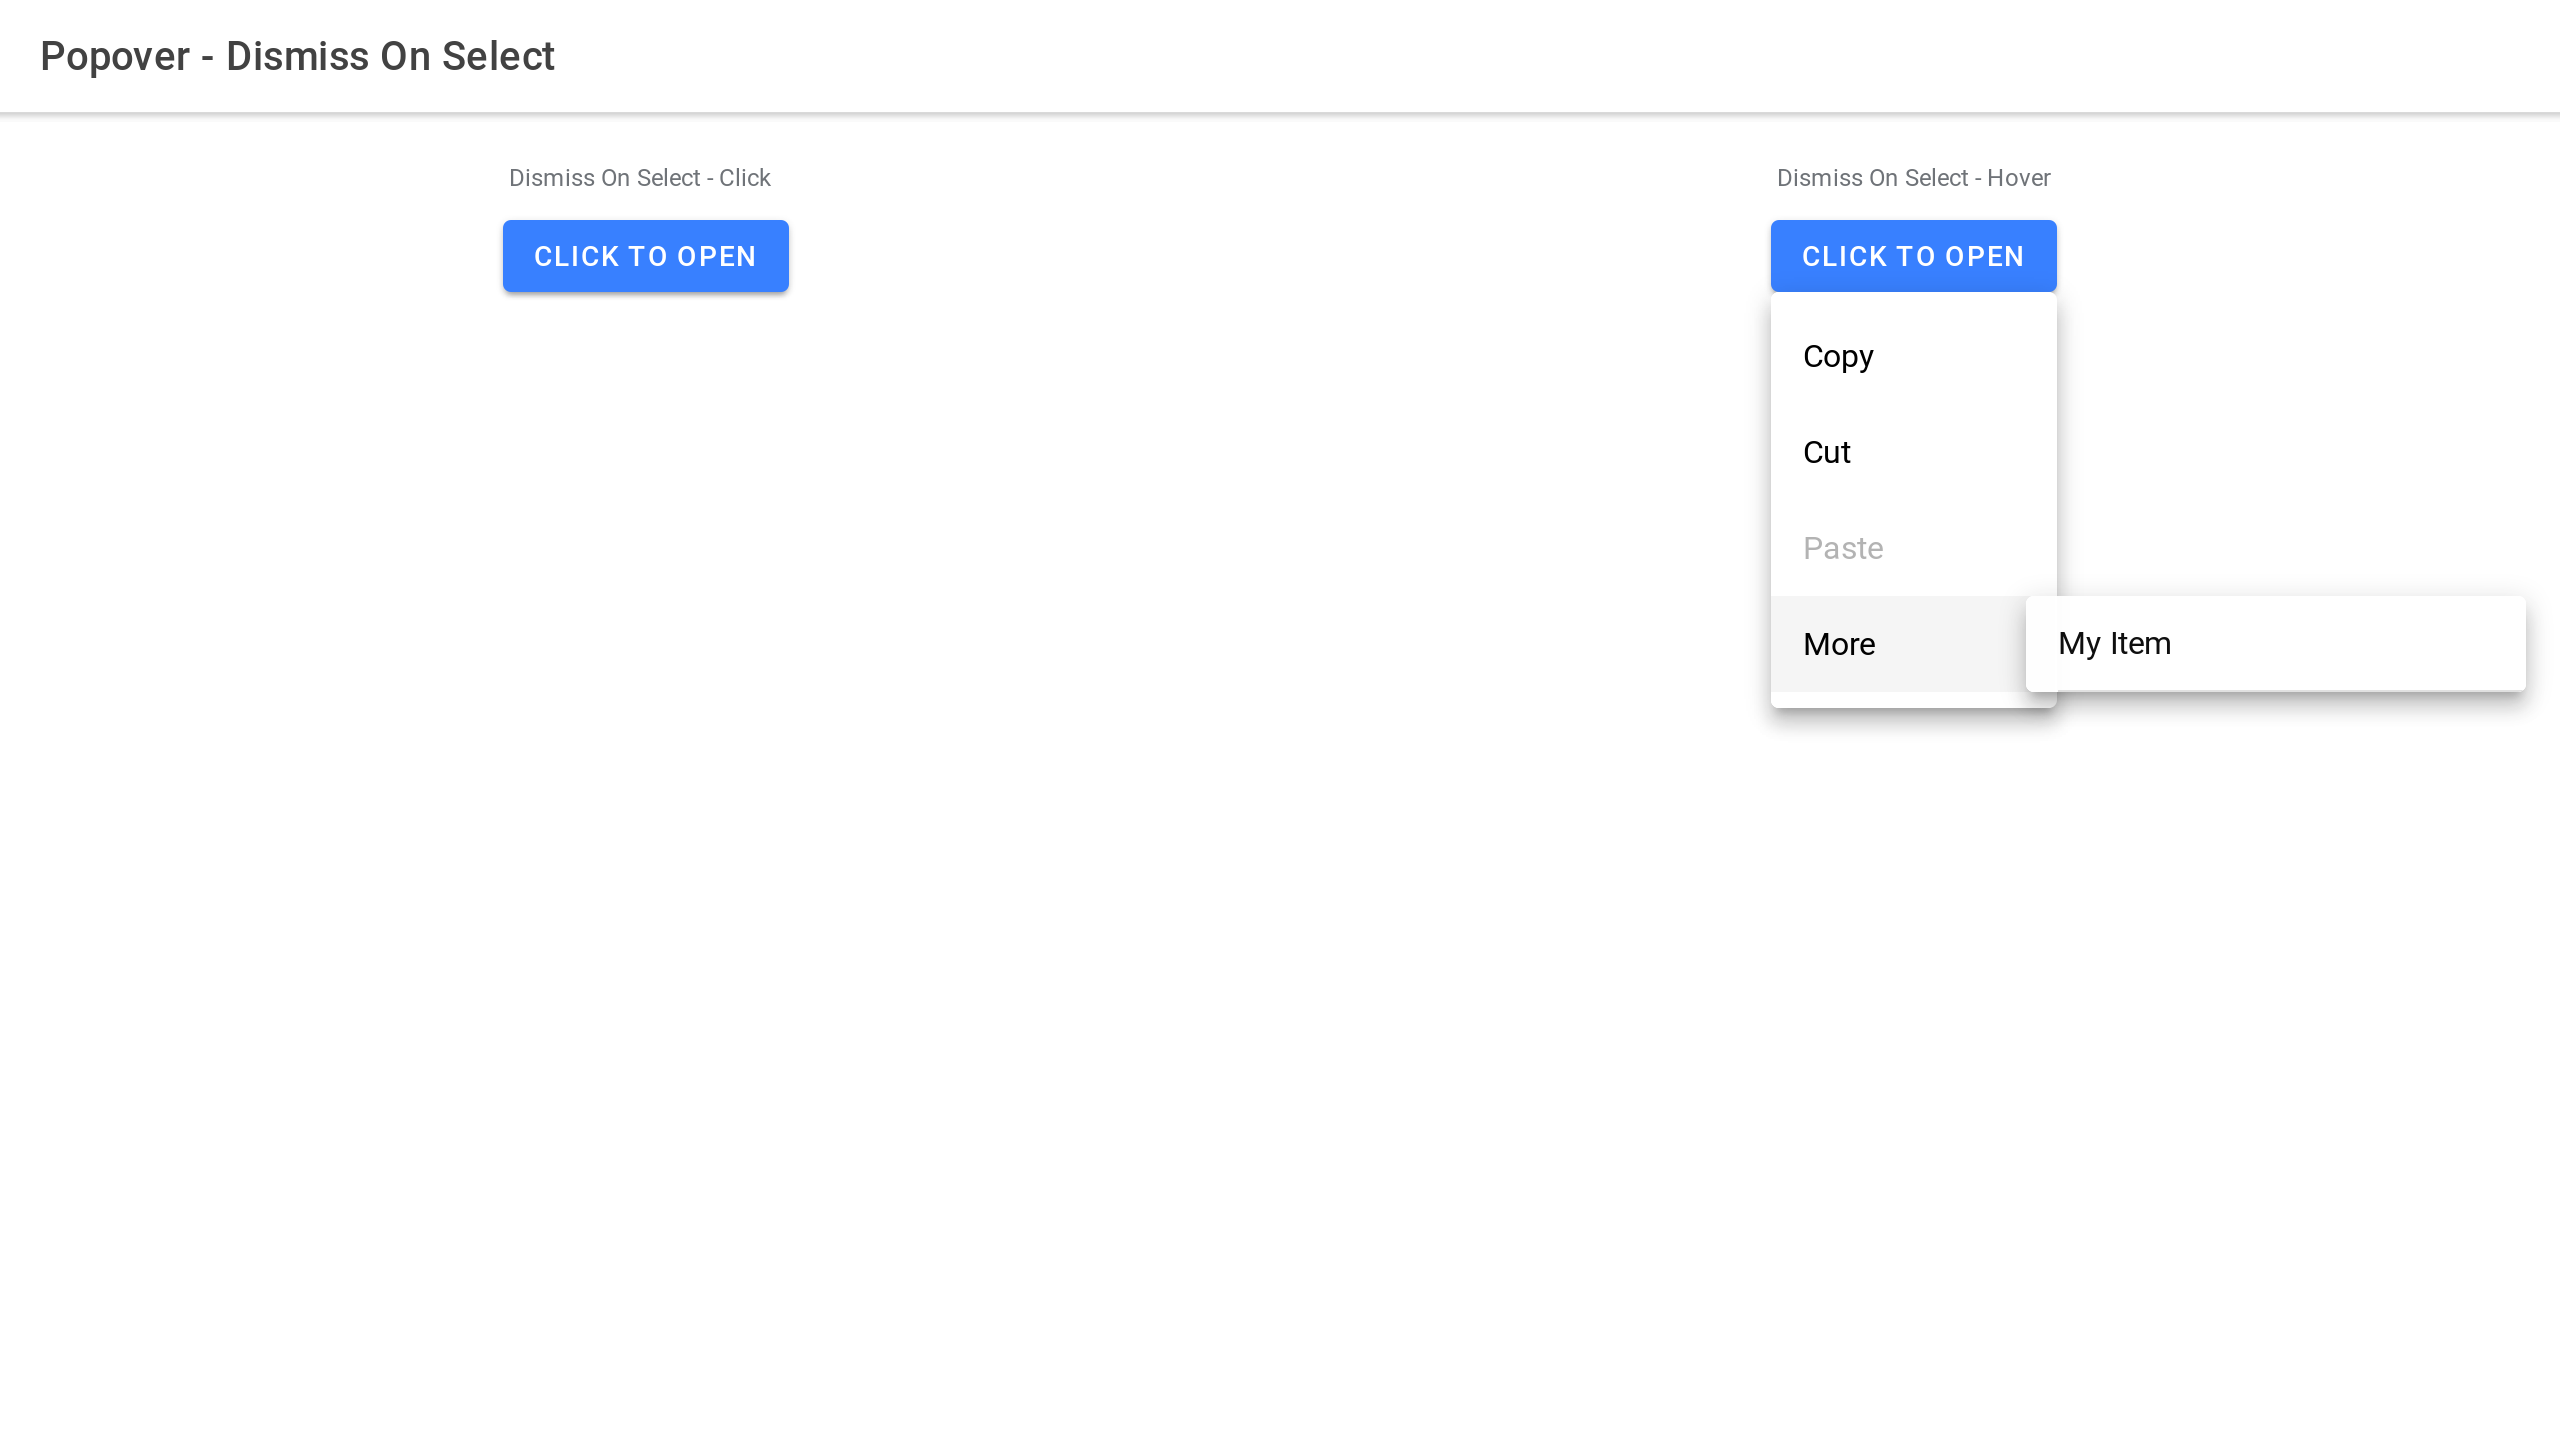 Popover - Dismiss On Select
Dismiss On Select - Click
CLICK TO OPEN
Dismiss On Select - Hover
CLICK TO OPEN
Copy
Cut
Paste
More
My Item